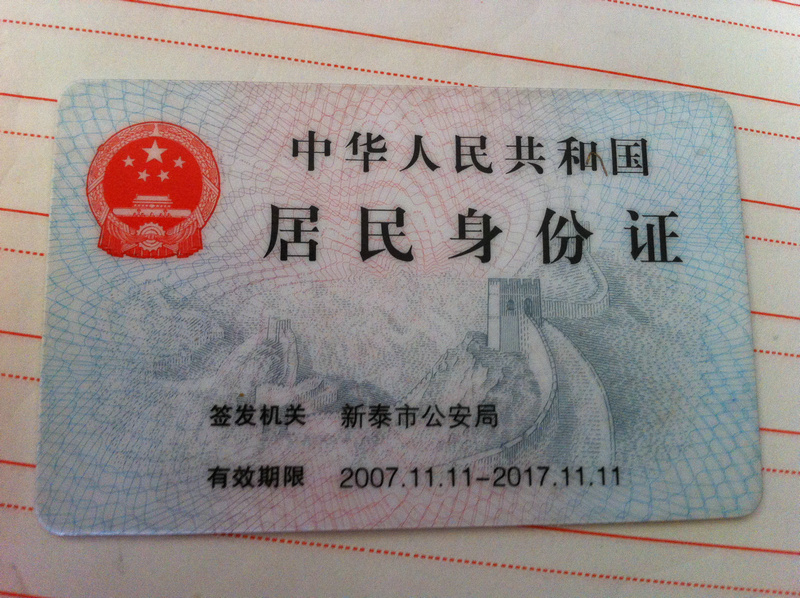 中华人民共和国
居民身份证
签发机关 新泰市公安局
有效期限 2007.11.11-2017.11.11